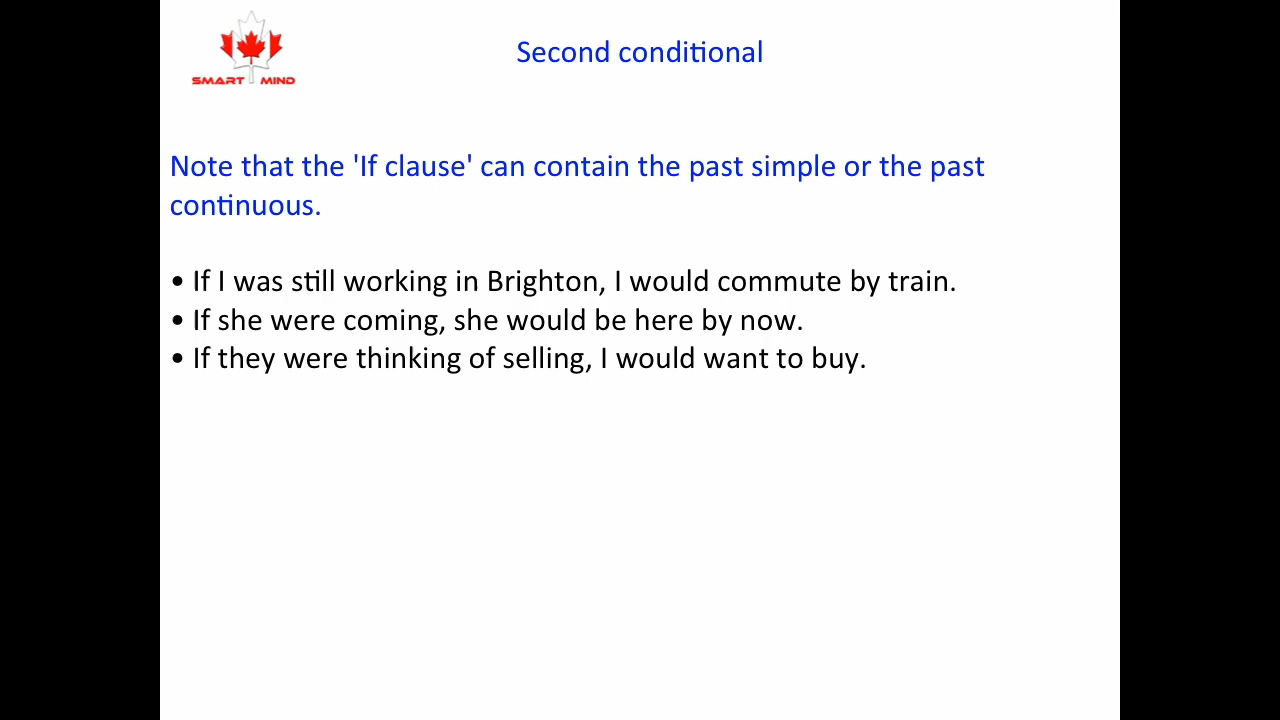 SMART MIND
Second conditional
Note that the 'If clause' can contain the past simple or the past
continuous.
• If I was still working in Brighton, I would commute by train.
• If she were coming, she would be here by now.
• If they were thinking of selling, I would want to buy.